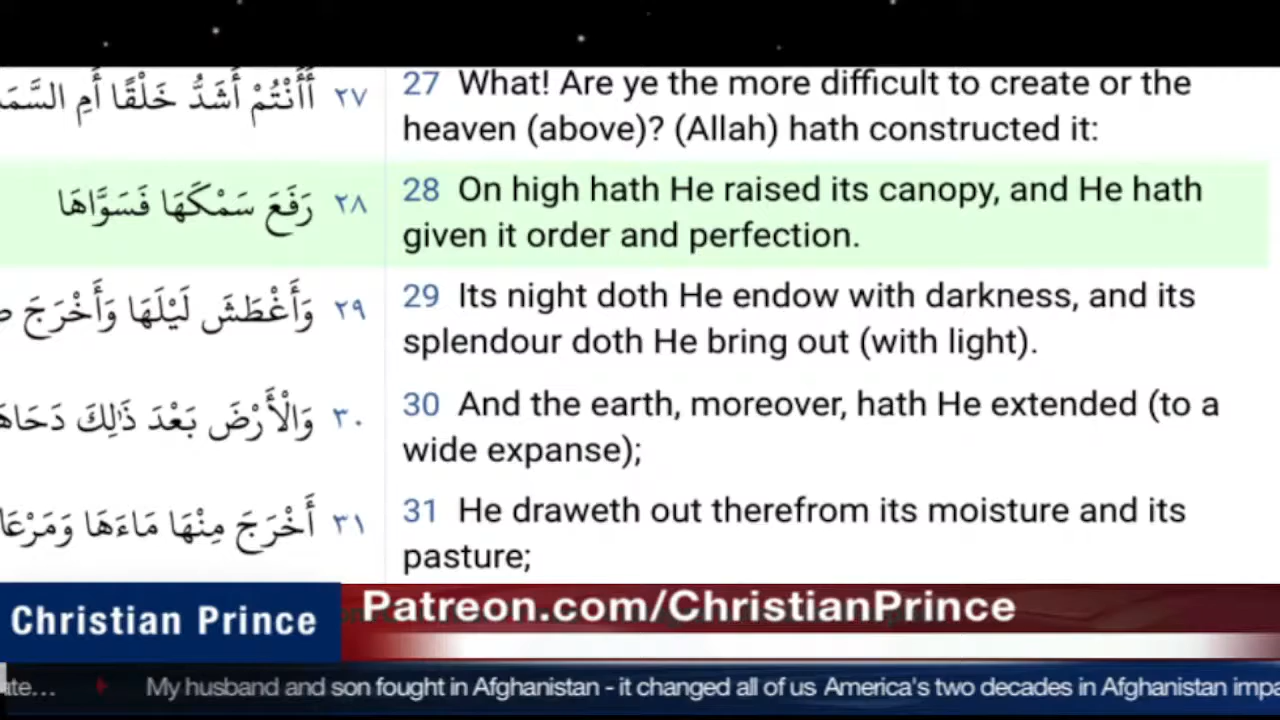 أَأَنْتُمْ أَشَدُّ خَلْقًا أَمِ ٢٧
27 What! Are ye the more difficult to create or the
heaven (above)? (Allah) hath constructed it:
رَفَعَ سَمْكَهَا فَسَوَّاهَا ٢٨
28 On high hath He raised its canopy, and He hath
given it order and perfection.
وَأَغْطَشَ لَيْلَهَا وَأَخْرَجَ ٢٩
29 Its night doth He endow with darkness, and its
splendour doth He bring out (with light).
وَالْأَرْضَ بَعْدَ ذَٰلِكَ ٣٠
30 And the earth, moreover, hath He extended (to a
wide expanse);
أَخْرَجَ مِنْهَا مَاءَهَا ٣١
31 He draweth out therefrom its moisture and its
pasture;
Christian Prince
Patreon.com/ChristianPrince
My husband and son fought in Afghanistan - it changed all of us America's two decades in Afghanistan